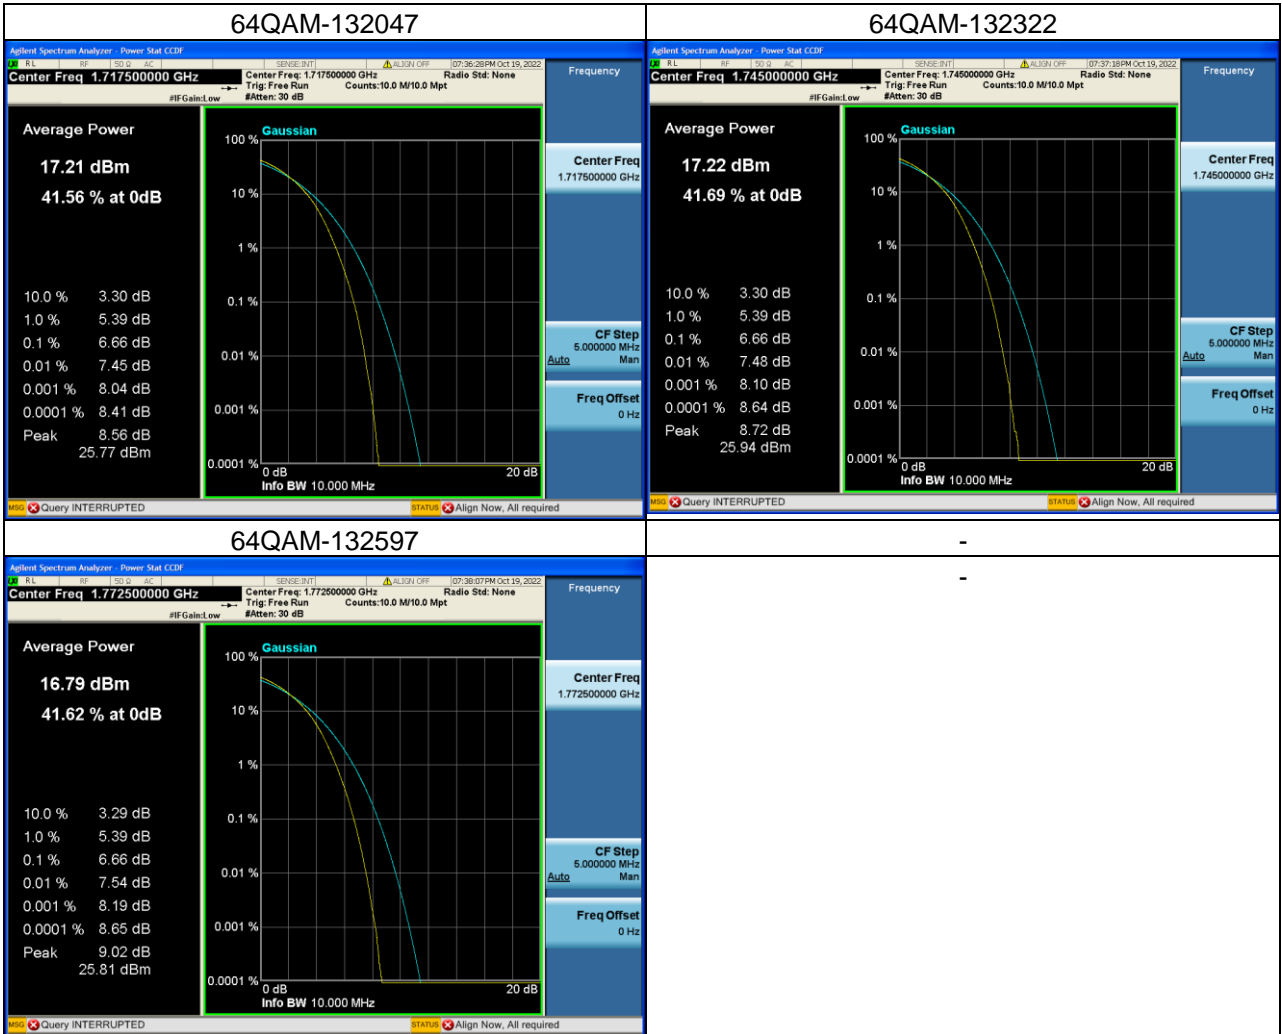 64QAM-132047
Agilent Spectrum Analyzer - Power Stat CCDF
RL RF 50 Ω AC SENSE:INT ALIGN OFF 07:36:28PM Oct 19, 2022
Center Freq 1.717500000 GHz
Center Freq: 1.717500000 GHz Radio Std: None
Trig: Free Run Counts:10.0 M/10.0 Mpt
#IFGain:Low #Atten: 30 dB
Frequency
Average Power
17.21 dBm
41.56 % at 0dB
10.0 % 3.30 dB
1.0 % 5.39 dB
0.1 % 6.66 dB
0.01 % 7.45 dB
0.001 % 8.04 dB
0.0001 % 8.41 dB
Peak 8.56 dB
25.77 dBm
Gaussian
100 %
10 %
1 %
0.1 %
0.01 %
0.001 %
0.0001 %
0 dB 20 dB
Info BW 10.000 MHz
Center Freq
1.717500000 GHz
CF Step
5.000000 MHz
Auto Man
Freq Offset
0 Hz
MSG Query INTERRUPTED STATUS Align Now, All required
64QAM-132322
Agilent Spectrum Analyzer - Power Stat CCDF
RL RF 50 Ω AC SENSE:INT ALIGN OFF 07:37:18PM Oct 19, 2022
Center Freq 1.745000000 GHz
Center Freq: 1.745000000 GHz Radio Std: None
Trig: Free Run Counts:10.0 M/10.0 Mpt
#IFGain:Low #Atten: 30 dB
Frequency
Average Power
17.22 dBm
41.69 % at 0dB
10.0 % 3.30 dB
1.0 % 5.39 dB
0.1 % 6.66 dB
0.01 % 7.48 dB
0.001 % 8.10 dB
0.0001 % 8.64 dB
Peak 8.72 dB
25.94 dBm
Gaussian
100 %
10 %
1 %
0.1 %
0.01 %
0.001 %
0.0001 %
0 dB 20 dB
Info BW 10.000 MHz
Center Freq
1.745000000 GHz
CF Step
5.000000 MHz
Auto Man
Freq Offset
0 Hz
MSG Query INTERRUPTED STATUS Align Now, All required
64QAM-132597
Agilent Spectrum Analyzer - Power Stat CCDF
RL RF 50 Ω AC SENSE:INT ALIGN OFF 07:38:07PM Oct 19, 2022
Center Freq 1.772500000 GHz
Center Freq: 1.772500000 GHz Radio Std: None
Trig: Free Run Counts:10.0 M/10.0 Mpt
#IFGain:Low #Atten: 30 dB
Frequency
Average Power
16.79 dBm
41.62 % at 0dB
10.0 % 3.29 dB
1.0 % 5.39 dB
0.1 % 6.66 dB
0.01 % 7.54 dB
0.001 % 8.19 dB
0.0001 % 8.65 dB
Peak 9.02 dB
25.81 dBm
Gaussian
100 %
10 %
1 %
0.1 %
0.01 %
0.001 %
0.0001 %
0 dB 20 dB
Info BW 10.000 MHz
Center Freq
1.772500000 GHz
CF Step
5.000000 MHz
Auto Man
Freq Offset
0 Hz
MSG Query INTERRUPTED STATUS Align Now, All required
-
-